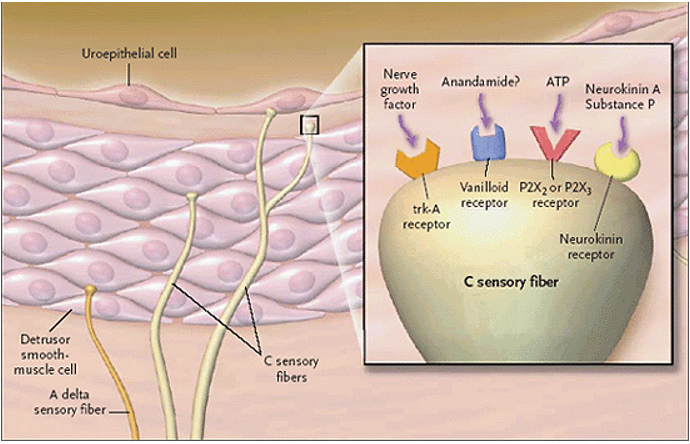 Uroepithelial cell
Nerve
growth
factor
Anandamide?
ATP
Neurokinin A
Substance P
trk-A
receptor
Vanilloid
receptor
P2X₂ or P2X₃
receptor
Neurokinin
receptor
C sensory fiber
Detrusor
smooth-
muscle cell
A delta
sensory fiber
C sensory
fibers